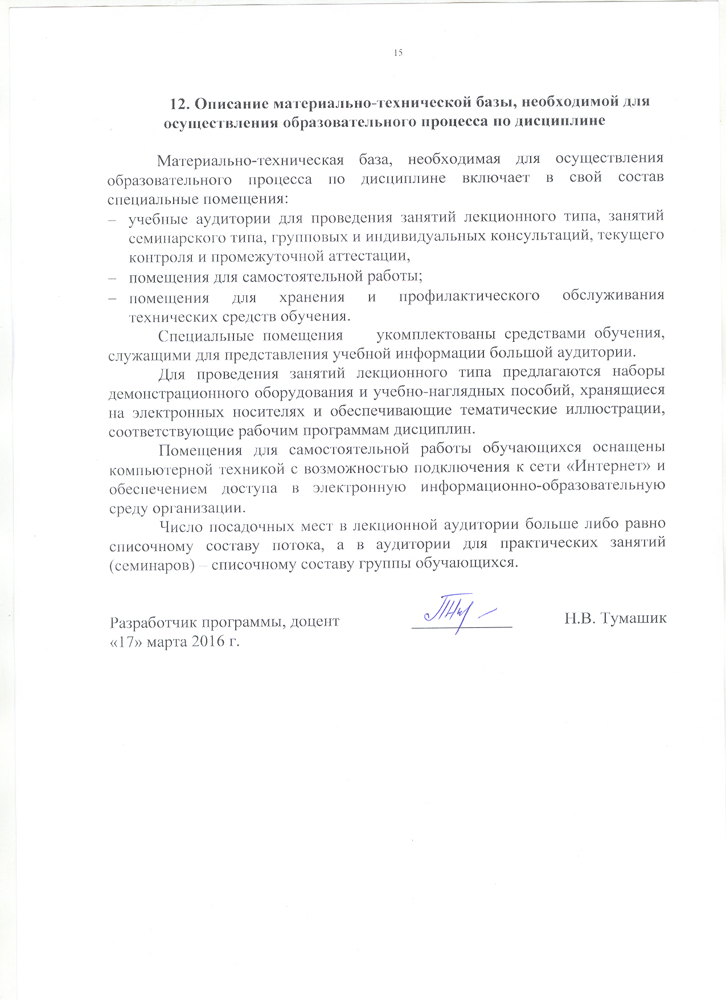 15
12. Описание материально-технической базы, необходимой для
осуществления образовательного процесса по дисциплине
Материально-техническая база, необходимая для осуществления
образовательного процесса по дисциплине включает в свой состав
специальные помещения:
– учебные аудитории для проведения занятий лекционного типа, занятий
семинарского типа, групповых и индивидуальных консультаций, текущего
контроля и промежуточной аттестации,
– помещения для самостоятельной работы;
– помещения для хранения и профилактического обслуживания
технических средств обучения.
Специальные помещения укомплектованы средствами обучения,
служащими для представления учебной информации большой аудитории.
Для проведения занятий лекционного типа предлагаются наборы
демонстрационного оборудования и учебно-наглядных пособий, хранящиеся
на электронных носителях и обеспечивающие тематические иллюстрации,
соответствующие рабочим программам дисциплин.
Помещения для самостоятельной работы обучающихся оснащены
компьютерной техникой с возможностью подключения к сети «Интернет» и
обеспечением доступа в электронную информационно-образовательную
среду организации.
Число посадочных мест в лекционной аудитории больше либо равно
списочному составу потока, а в аудитории для практических занятий
(семинаров) – списочному составу группы обучающихся.
Разработчик программы, доцент Н.В. Тумашик
«17» марта 2016 г.